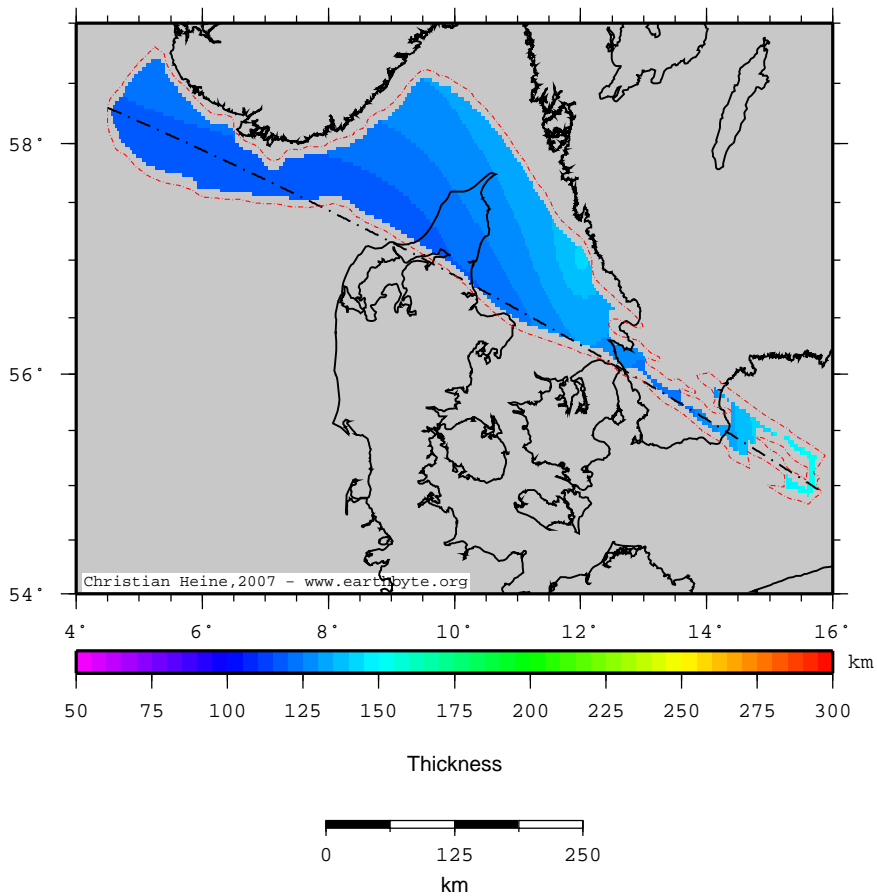 58°
56°
54°
Christian Heine,2007 - www.earthbyte.org
4° 6° 8° 10° 12° 14° 16°
km
50 75 100 125 150 175 200 225 250 275 300
Thickness
0 125 250
km